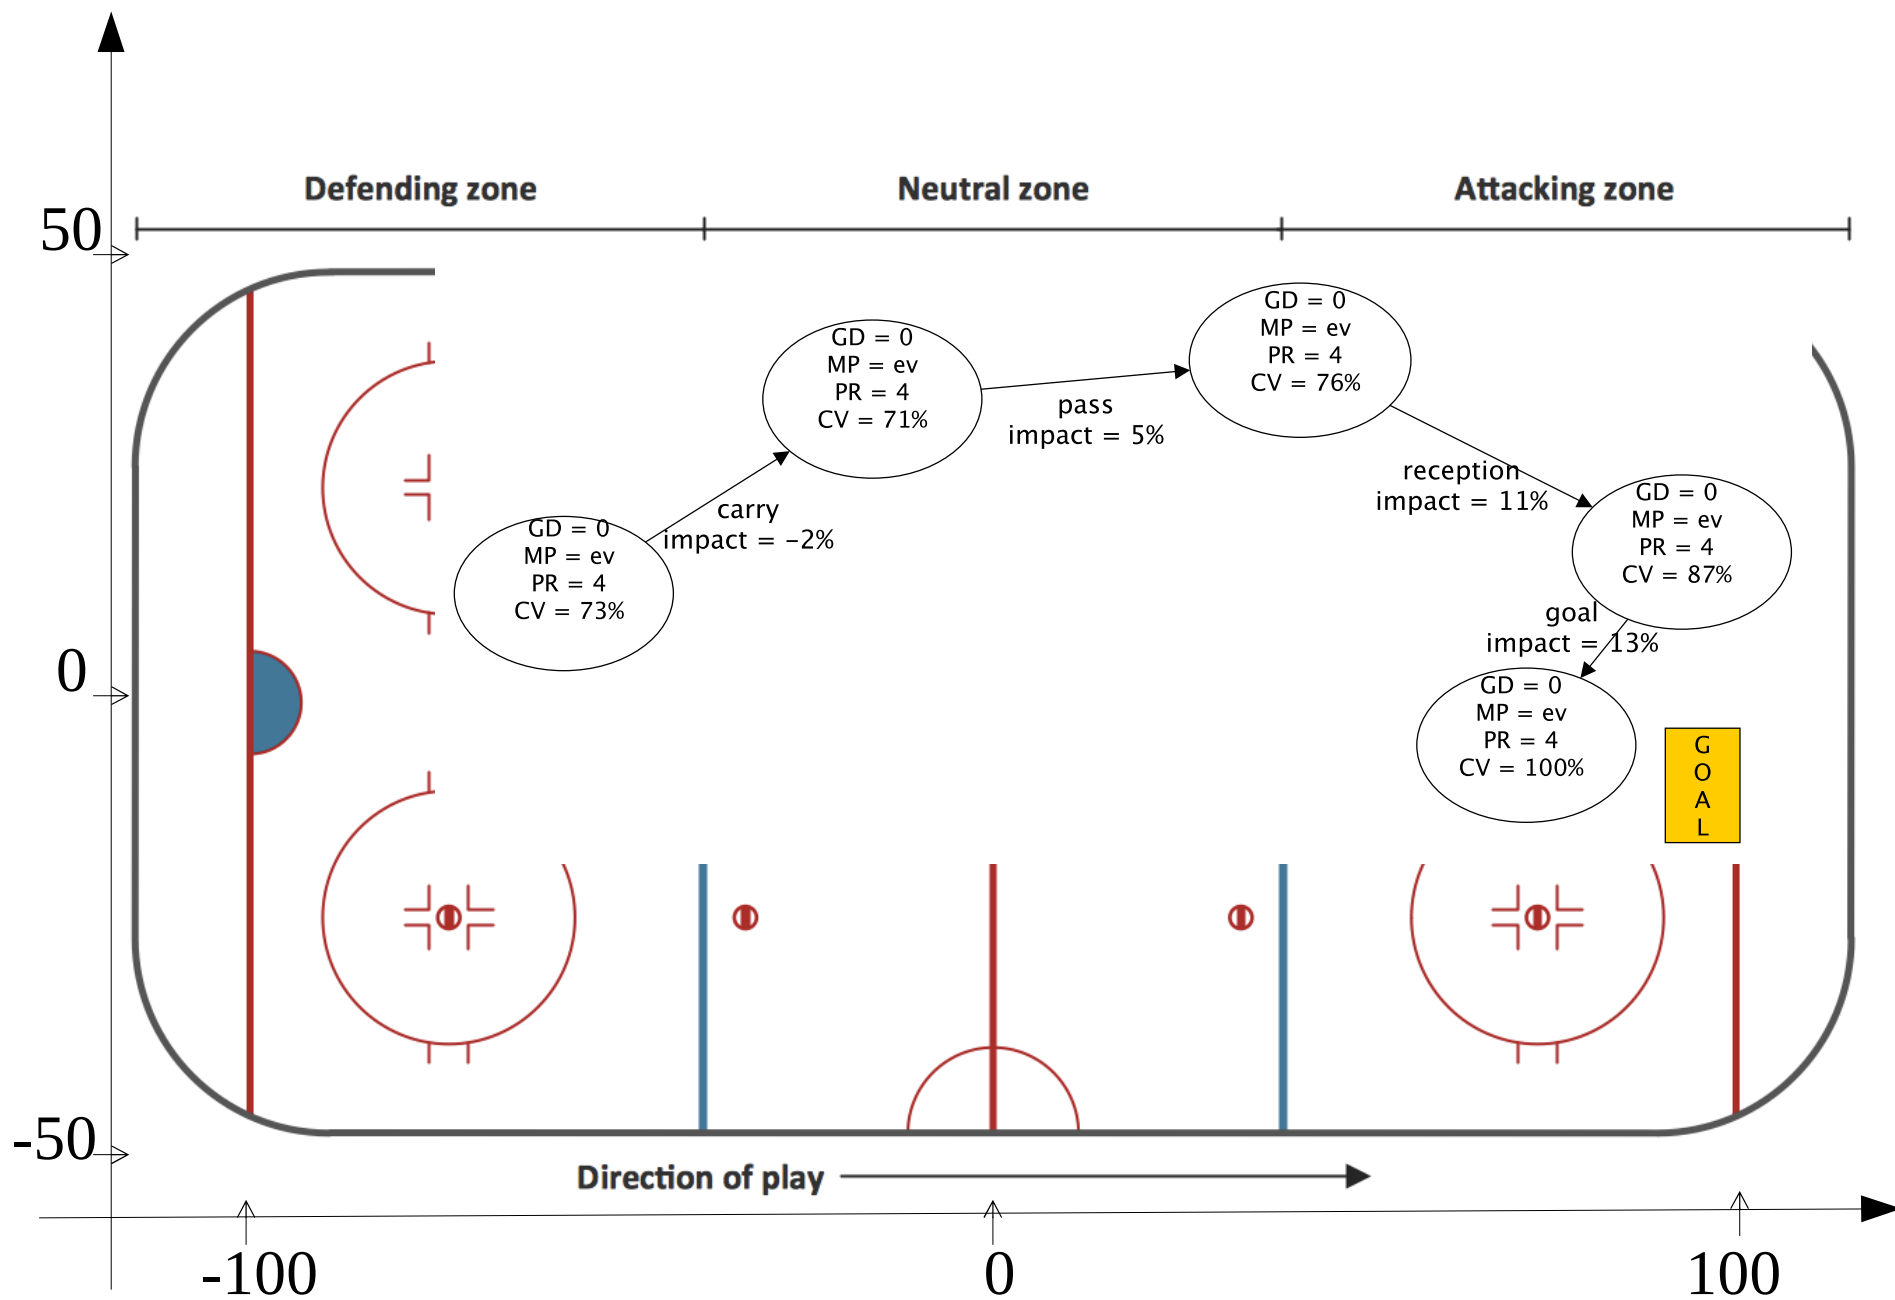 Defending zone
Neutral zone
Attacking zone
50
GD = 0
MP = ev
PR = 4
CV = 76%
GD = 0
MP = ev
PR = 4
CV = 71%
pass
impact = 5%
reception
impact = 11%
GD = 0
MP = ev
PR = 4
CV = 87%
carry
impact = -2%
GD = 0
MP = ev
PR = 4
CV = 73%
goal
impact = 13%
0
GD = 0
MP = ev
PR = 4
CV = 100%
G
O
A
L
-50
Direction of play
-100
0
100